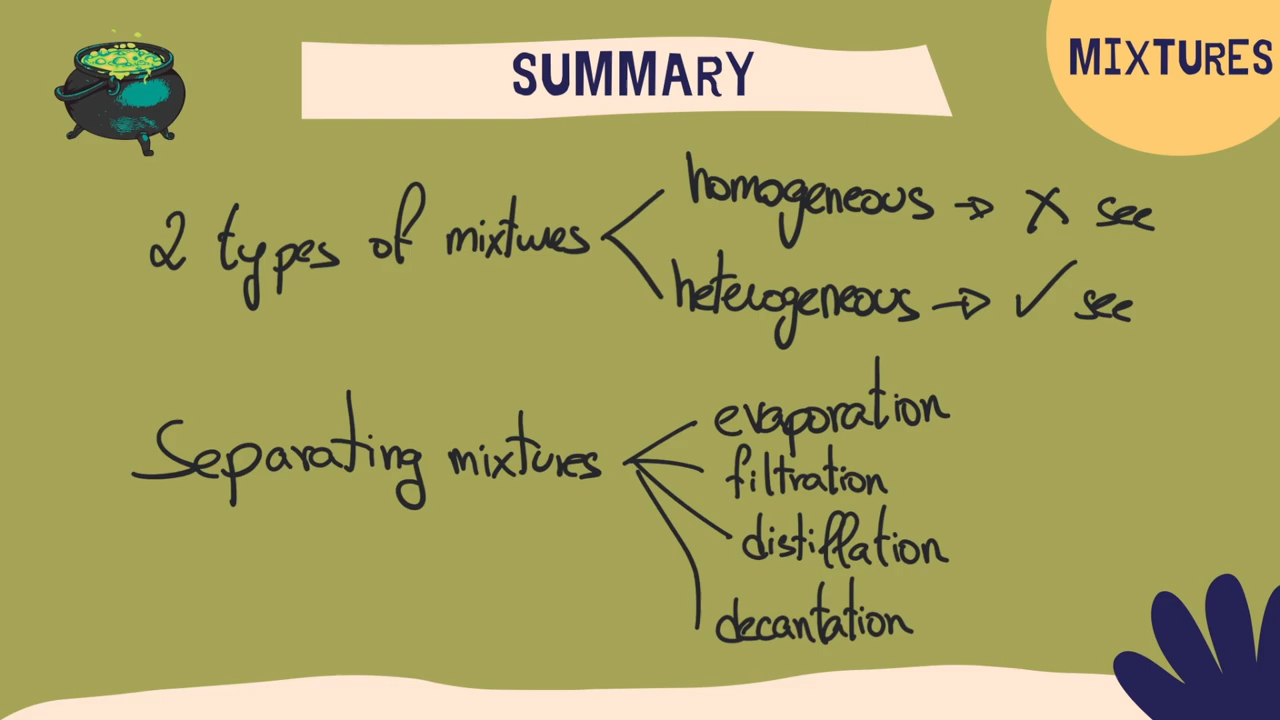 SUMMARY
MIXTURES
2 types of mixtures
homogeneous → X see
heterogeneous → ✓ see
Separating mixtures
evaporation
filtration
distillation
decantation